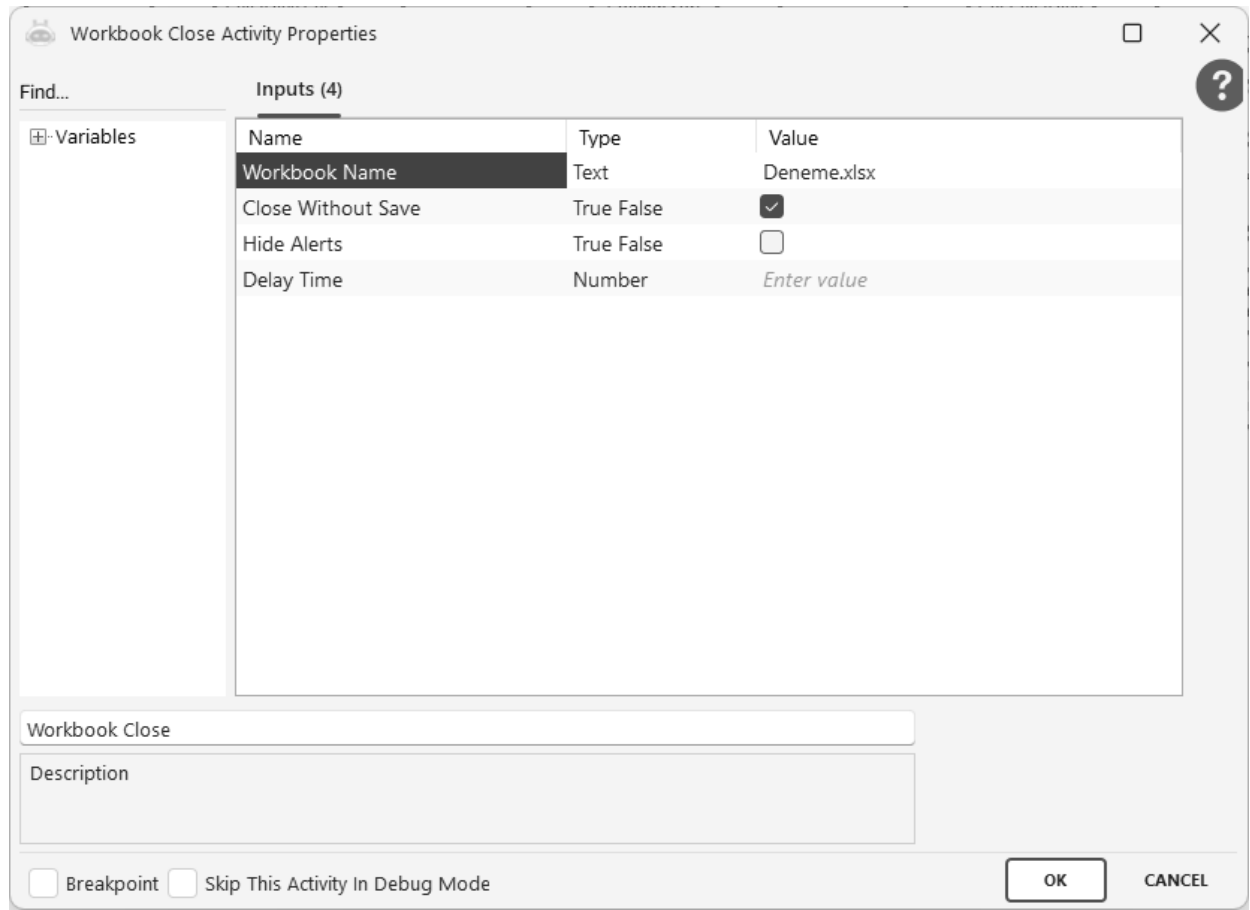 Workbook Close Activity Properties
Find...
Inputs (4)
?
Variables
Name Type Value
Workbook Name Text Deneme.xlsx
Close Without Save True False
Hide Alerts True False
Delay Time Number Enter value
Workbook Close
Description
Breakpoint Skip This Activity In Debug Mode OK CANCEL